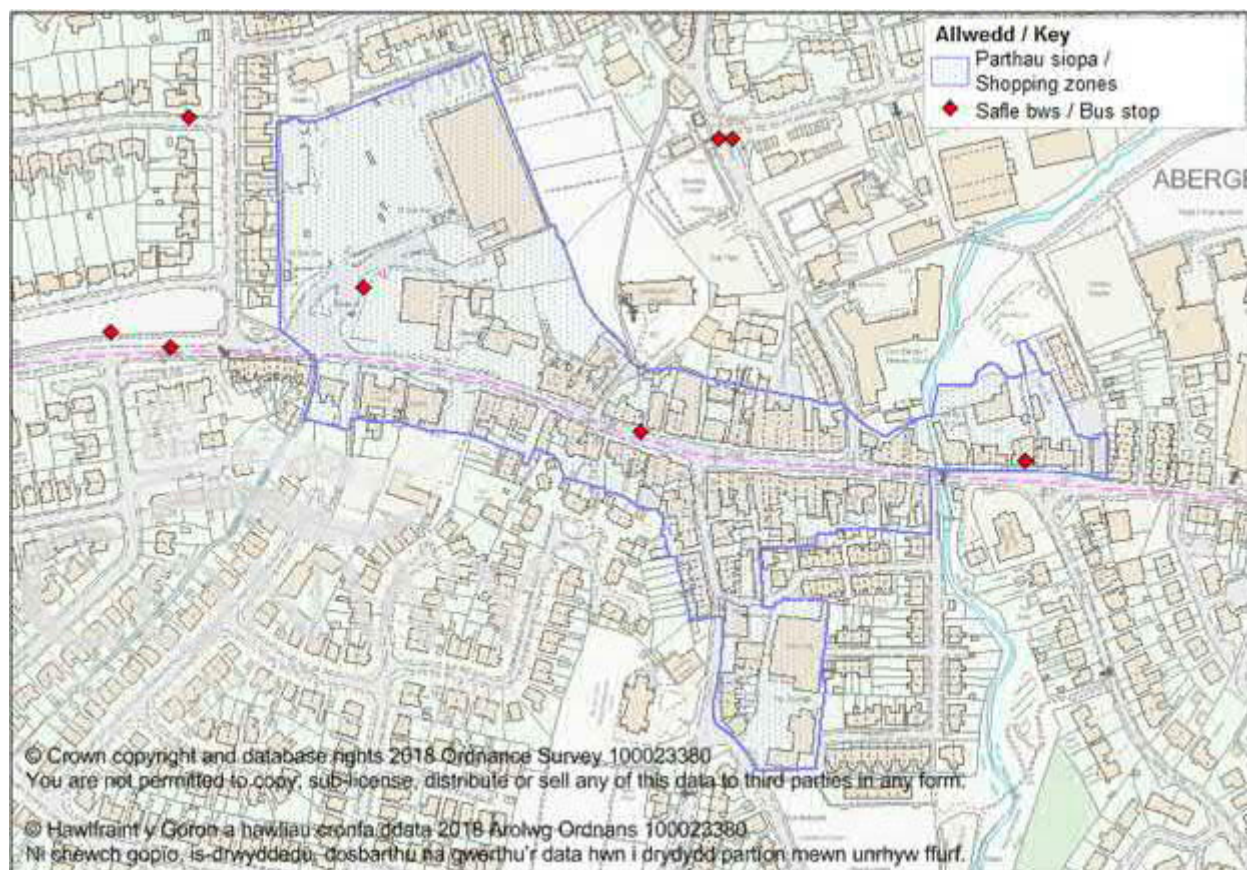 Allwedd / Key
Parthau siopa /
Shopping zones
Safle bws / Bus stop
ABERGE
© Crown copyright and database rights 2018 Ordnance Survey 100023380
You are not permitted to copy, sub-license, distribute or sell any of this data to third parties in any form.
© Hawlfraint y Goron a hawliau cronfa ddata 2018 Arolwg Ordnans 100023380
Ni chewch gopïo, is-drwyddedu, dosbarthu na gwerthu'r data hwn i drydydd partïon mewn unrhyw ffurf.